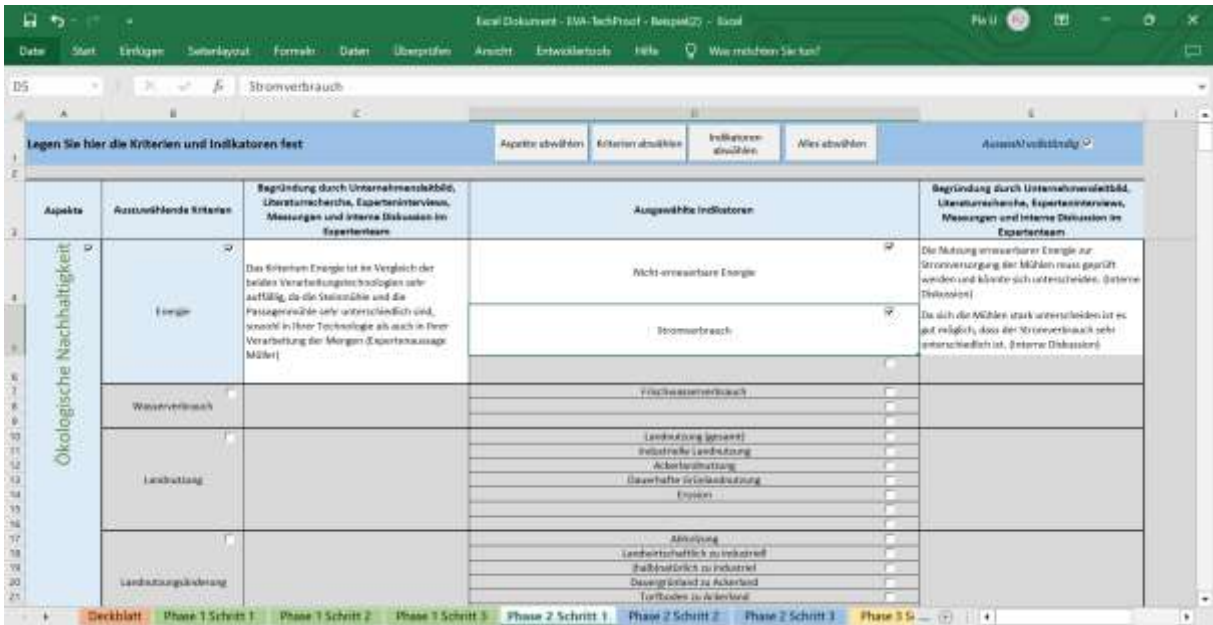 Excel Dokument - EVA-TechProof - Beispiel(2) - Excel
Pia U
PU
Datei Start Einfügen Seitenlayout Formeln Daten Überprüfen Ansicht Entwicklertools Hilfe Was möchten Sie tun?
D5
fx
Stromverbrauch
A B C D E
Legen Sie hier die Kriterien und Indikatoren fest
Aspekte abwählen
Kriterien abwählen
Indikatoren
abwählen
Alles abwählen
Auswahl vollständig
Aspekte
Auszuwählende Kriterien
Begründung durch Unternehmensleitbild,
Literaturrecherche, Experteninterviews,
Messungen und interne Diskussion im
Expertenteam
Ausgewählte Indikatoren
Begründung durch Unternehmensleitbild,
Literaturrecherche, Experteninterviews,
Messungen und interne Diskussion im
Expertenteam
Ökologische Nachhaltigkeit
Energie
Das Kriterium Energie ist im Vergleich der
beiden Verarbeitungstechnologien sehr
auffällig, da die Steinmühle und die
Passagenmühle sehr unterschiedlich sind,
sowohl in Ihrer Technologie als auch in Ihrer
Verarbeitung der Mengen (Expertenaussage
Müller)
Nicht-erneuerbare Energie
Die Nutzung erneuerbarer Energie zur
Stromversorgung der Mühlen muss geprüft
werden und könnte sich unterscheiden. (Interne
Diskussion)
Stromverbrauch
Da sich die Mühlen stark unterscheiden ist es
gut möglich, dass der Stromverbrauch sehr
unterschiedlich ist. (Interne Diskussion)
Wasserverbrauch
Frischwasserverbrauch
Landnutzung
Landnutzung (gesamt)
Industrielle Landnutzung
Ackerlandnutzung
Dauerhafte Grünlandnutzung
Erosion
Landnutzungsänderung
Abholzung
Landwirtschaftlich zu industriell
(halb)natürlich zu industriel
Dauergrünland zu Ackerland
Torfboden zu Ackerland
Deckblatt Phase 1 Schritt 1 Phase 1 Schritt 2 Phase 1 Schritt 3 Phase 2 Schritt 1 Phase 2 Schritt 2 Phase 2 Schritt 3 Phase 3 S ...